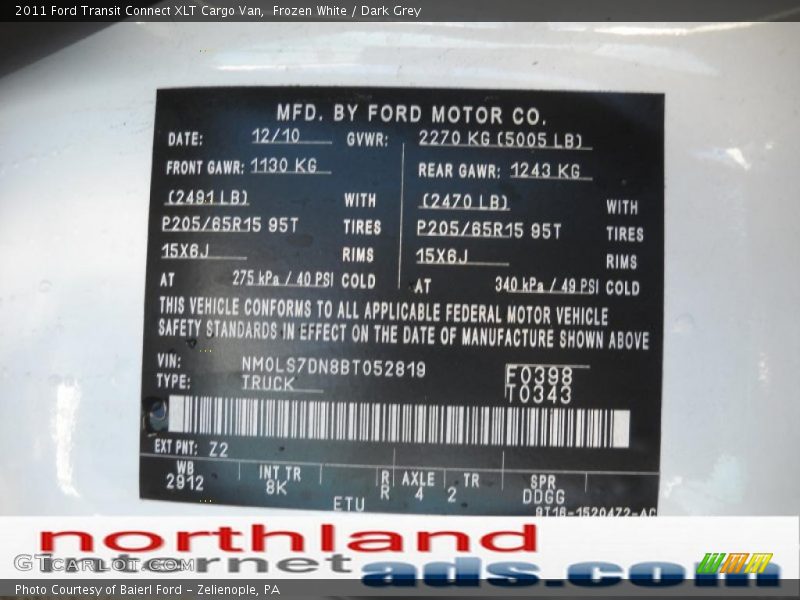 2011 Ford Transit Connect XLT Cargo Van, Frozen White / Dark Grey
MFD. BY FORD MOTOR CO.
DATE: 12/10 GVWR: 2270 KG (5005 LB)
FRONT GAWR: 1130 KG REAR GAWR: 1243 KG
(2491 LB) WITH (2470 LB) WITH
P205/65R15 95T TIRES P205/65R15 95T TIRES
15X6J RIMS 15X6J RIMS
AT 275 kPa / 40 PSI COLD AT 340 kPa / 49 PSI COLD
THIS VEHICLE CONFORMS TO ALL APPLICABLE FEDERAL MOTOR VEHICLE
SAFETY STANDARDS IN EFFECT ON THE DATE OF MANUFACTURE SHOWN ABOVE
VIN: NM0LS7DN8BT052819 F0398
TYPE: TRUCK T0343
EXT PNT: Z2
WB INT TR R AXLE TR SPR
2912 8K R 4 2 DDGG
ETU 9T16-1520472-AC
northland
internet
ads.com
GTcarlot.com
Photo Courtesy of Baierl Ford - Zelienople, PA